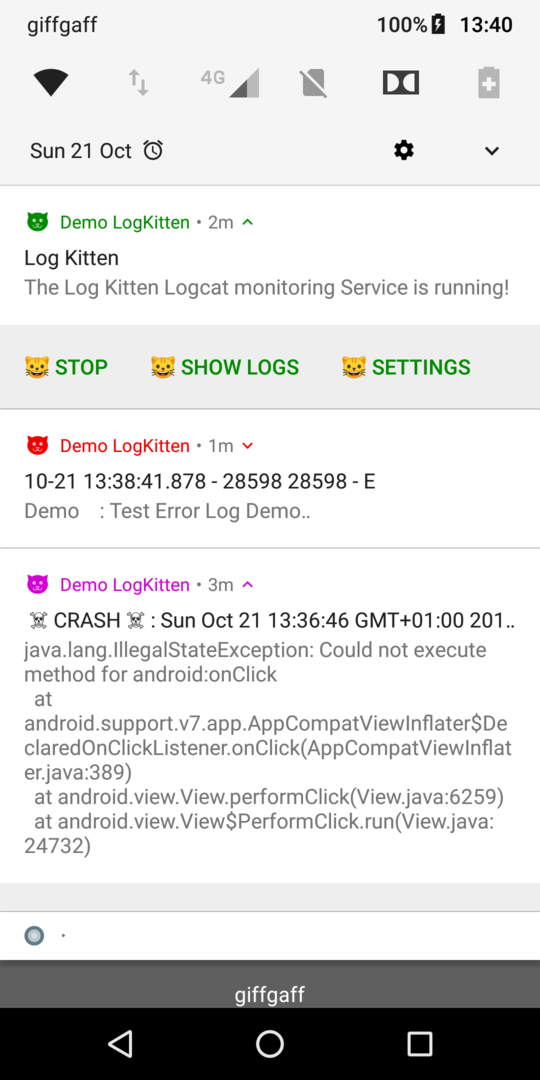 giffgaff 100% 13:40
4G
Sun 21 Oct
Demo LogKitten • 2m
Log Kitten
The Log Kitten Logcat monitoring Service is running!
😺 STOP 😺 SHOW LOGS 😺 SETTINGS
Demo LogKitten • 1m
10-21 13:38:41.878 - 28598 28598 - E
Demo    : Test Error Log Demo..
Demo LogKitten • 3m
☠ CRASH ☠ : Sun Oct 21 13:36:46 GMT+01:00 201..
java.lang.IllegalStateException: Could not execute
method for android:onClick
at
android.support.v7.app.AppCompatViewInflater$De
claredOnClickListener.onClick(AppCompatViewInflat
er.java:389)
at android.view.View.performClick(View.java:6259)
at android.view.View$PerformClick.run(View.java:
24732)
giffgaff